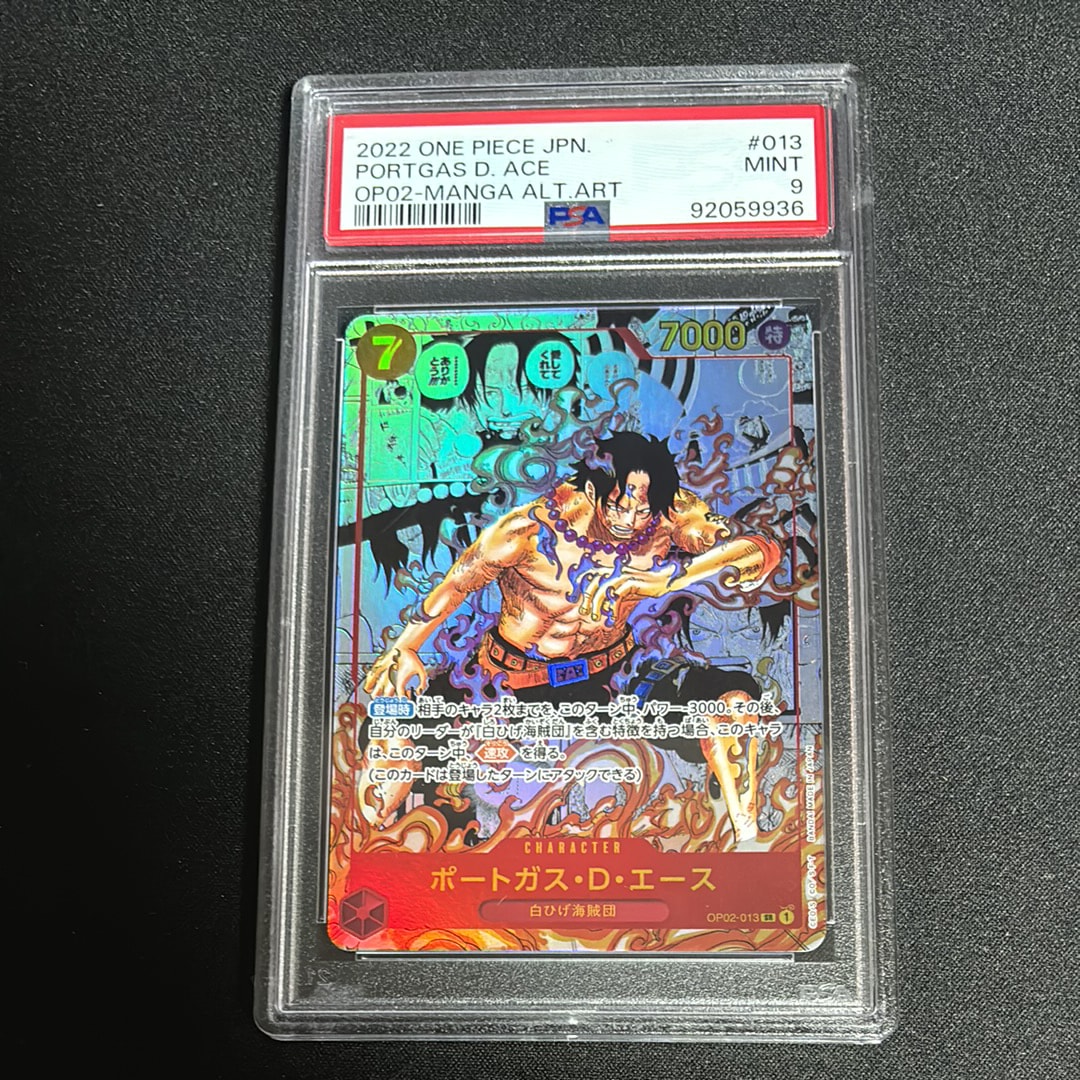 2022 ONE PIECE JPN.
#013
PORTGAS D. ACE
MINT
OP02-MANGA ALT.ART
9
92059936
PSA
7
7000
特
ありが
とう!!!
愛して
くれて
登場時 相手のキャラ2枚までを、このターン中、パワー-3000。その後、
自分のリーダーが『白ひげ海賊団』を含む特徴を持つ場合、このキャラ
は、このターン中、速攻 を得る。
(このカードは登場したターンにアタックできる)
CHARACTER
ポートガス・D・エース
白ひげ海賊団
OP02-013 SR 1
BANDAI MADE IN JAPAN